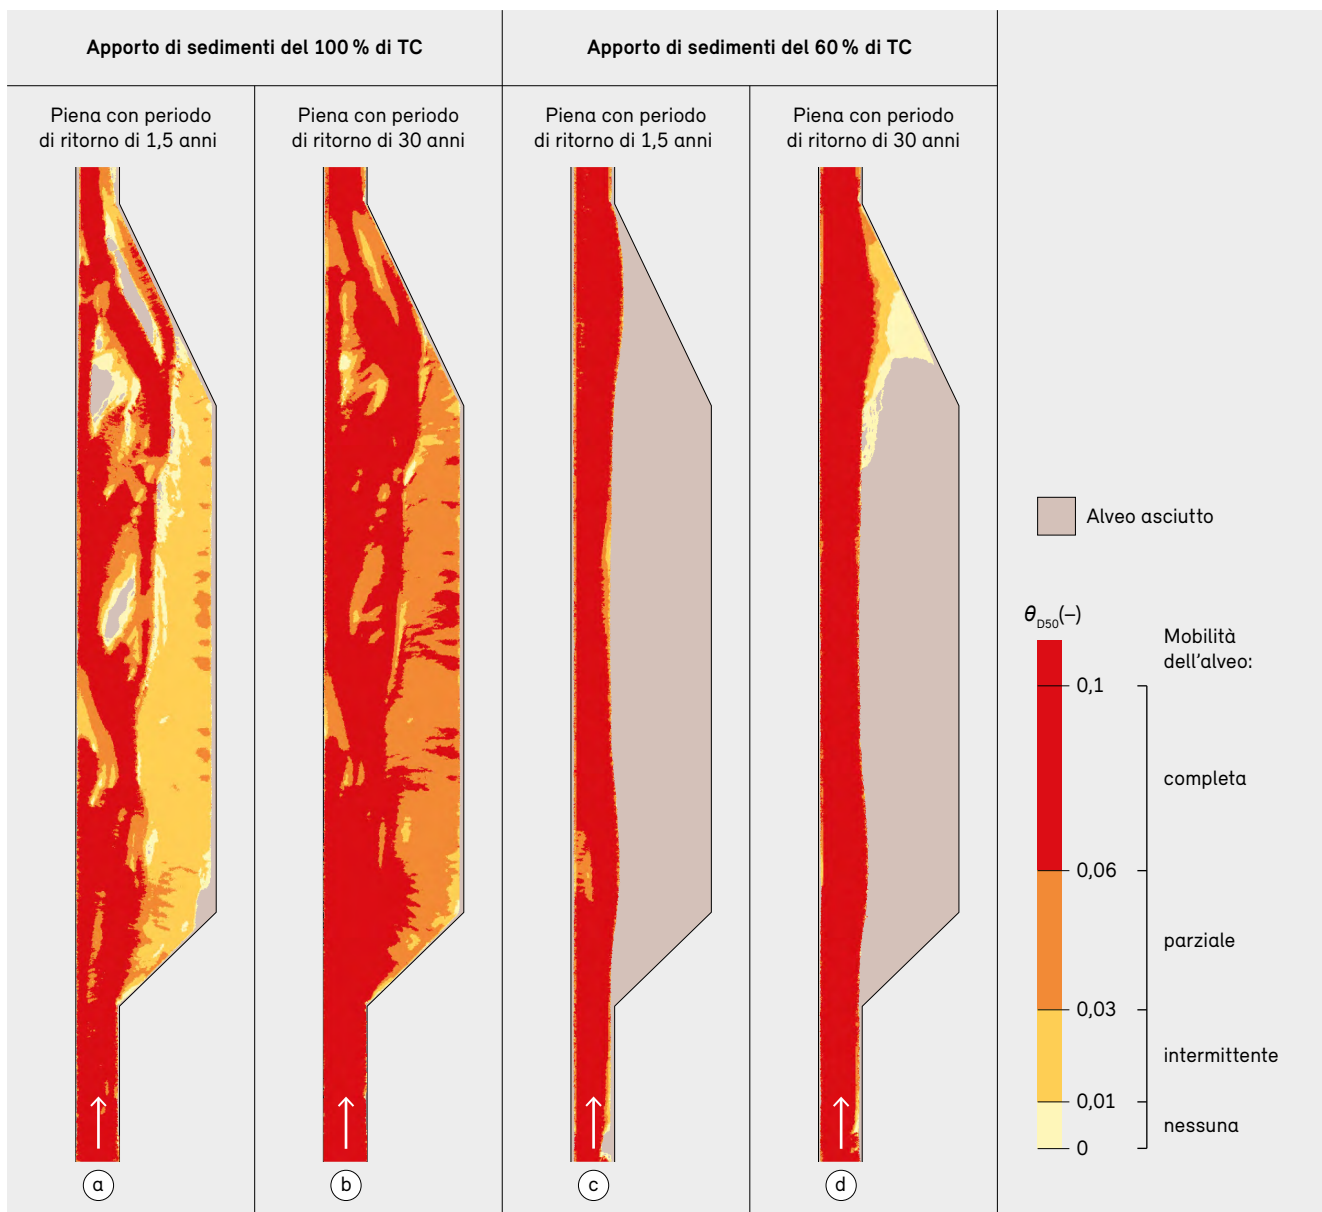 Apporto di sedimenti del 100 % di TC
Apporto di sedimenti del 60 % di TC
Piena con periodo
di ritorno di 1,5 anni
Piena con periodo
di ritorno di 30 anni
Piena con periodo
di ritorno di 1,5 anni
Piena con periodo
di ritorno di 30 anni
Alveo asciutto
θD50(–)
Mobilità
dell'alveo:
0,1
completa
0,06
parziale
0,03
intermittente
0,01
nessuna
0
a
b
c
d